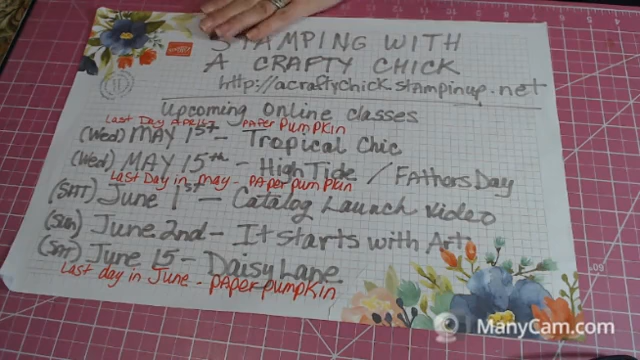 STAMPING WITH
A CRAFTY CHICK
http://acraftychick.stampinup.net
Upcoming Online classes
Last Day APRIL PAPER PUMPKIN
(Wed) MAY 1st - Tropical Chic
(Wed) MAY 15th - High Tide / FAthers Day
Last Day in may - PAPER pumpkin
(SAT) June 1st - Catalog Launch Video
(Sun) June 2nd - It starts with Art
(SAT) June 15 - Daisy Lane
Last day in June - PAPER PUMPKIN
ManyCam.com